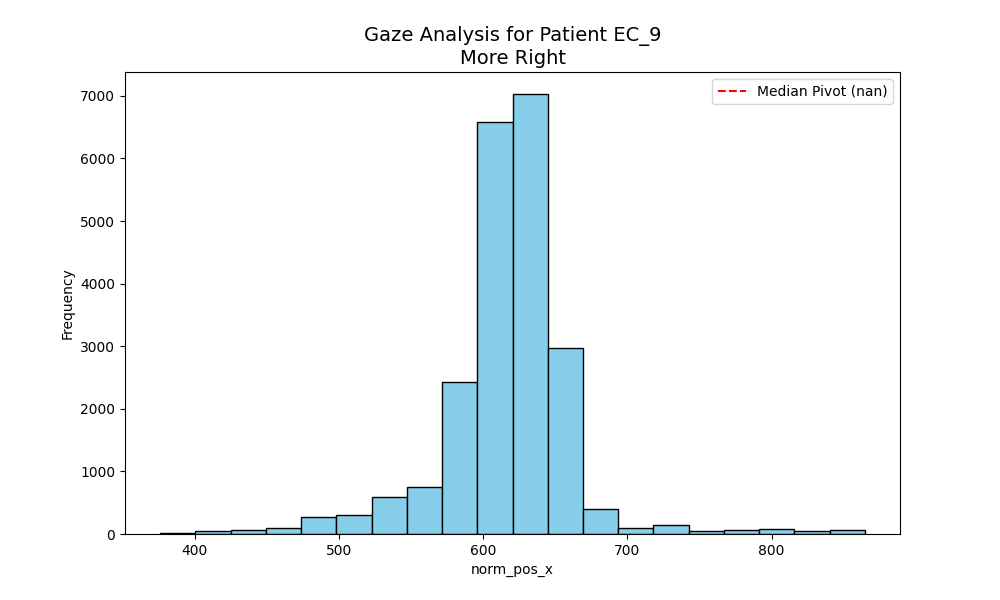 Gaze Analysis for Patient EC_9
More Right
Median Pivot (nan)
7000
6000
5000
4000
3000
2000
1000
0
Frequency
400 500 600 700 800
norm_pos_x